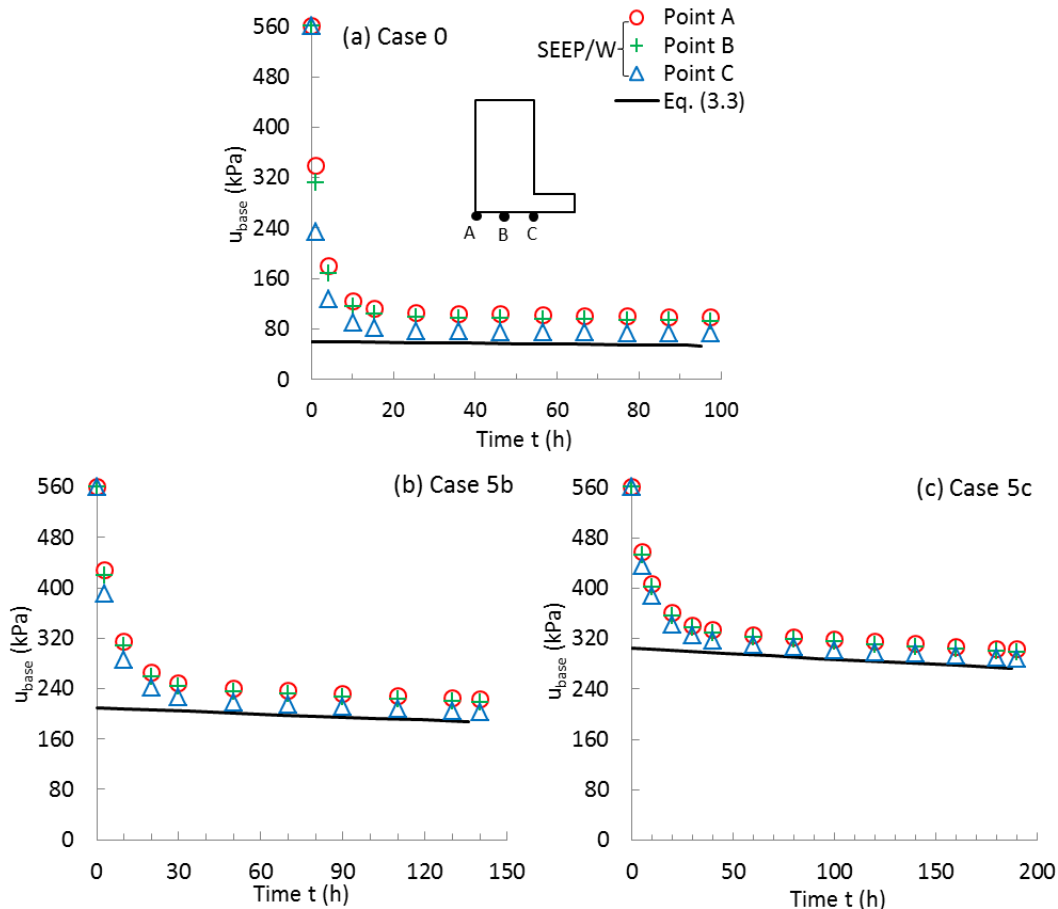 (a) Case 0
SEEP/W
Point A
Point B
Point C
Eq. (3.3)
u_base (kPa)
560
480
400
320
240
160
80
0
A B C
0 20 40 60 80 100
Time t (h)
(b) Case 5b
u_base (kPa)
560
480
400
320
240
160
80
0
0 30 60 90 120 150
Time t (h)
(c) Case 5c
u_base (kPa)
560
480
400
320
240
160
80
0
0 50 100 150 200
Time t (h)